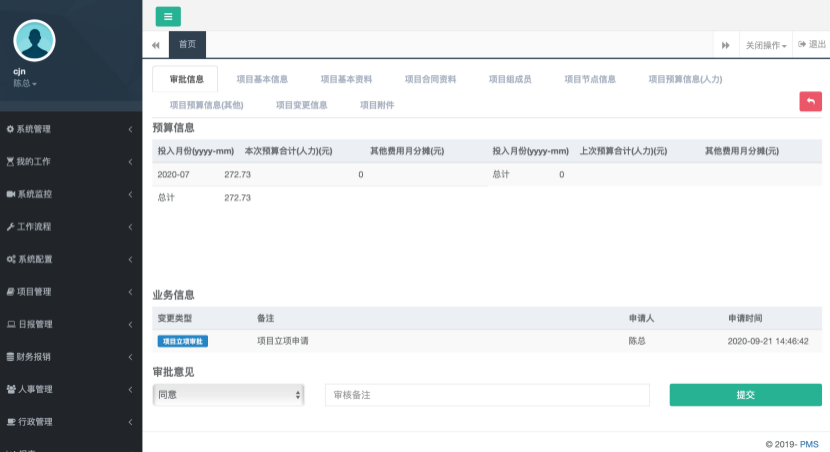 首页
关闭操作
退出
cjn
陈总
系统管理
我的工作
系统监控
工作流程
系统配置
项目管理
日报管理
财务报销
人事管理
行政管理
审批信息 项目基本信息 项目基本资料 项目合同资料 项目组成员 项目节点信息 项目预算信息(人力)
项目预算信息(其他) 项目变更信息 项目附件
预算信息
投入月份(yyyy-mm) 本次预算合计(人力)(元) 其他费用月分摊(元) 投入月份(yyyy-mm) 上次预算合计(人力)(元) 其他费用月分摊(元)
2020-07 272.73 0 总计 0
总计 272.73
业务信息
变更类型 备注 申请人 申请时间
项目立项审批 项目立项申请 陈总 2020-09-21 14:46:42
审批意见
同意 审核备注 提交
© 2019- PMS